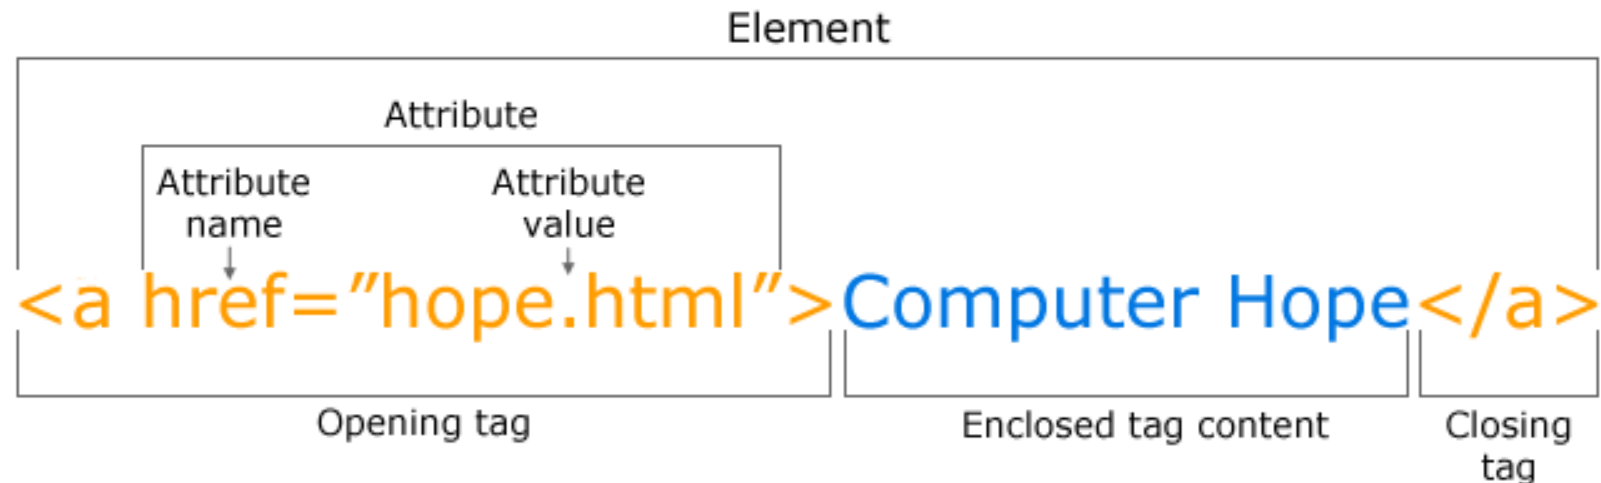 Element
Attribute
Attribute name
Attribute value
<a href=”hope.html”>Computer Hope</a>
Opening tag
Enclosed tag content
Closing tag